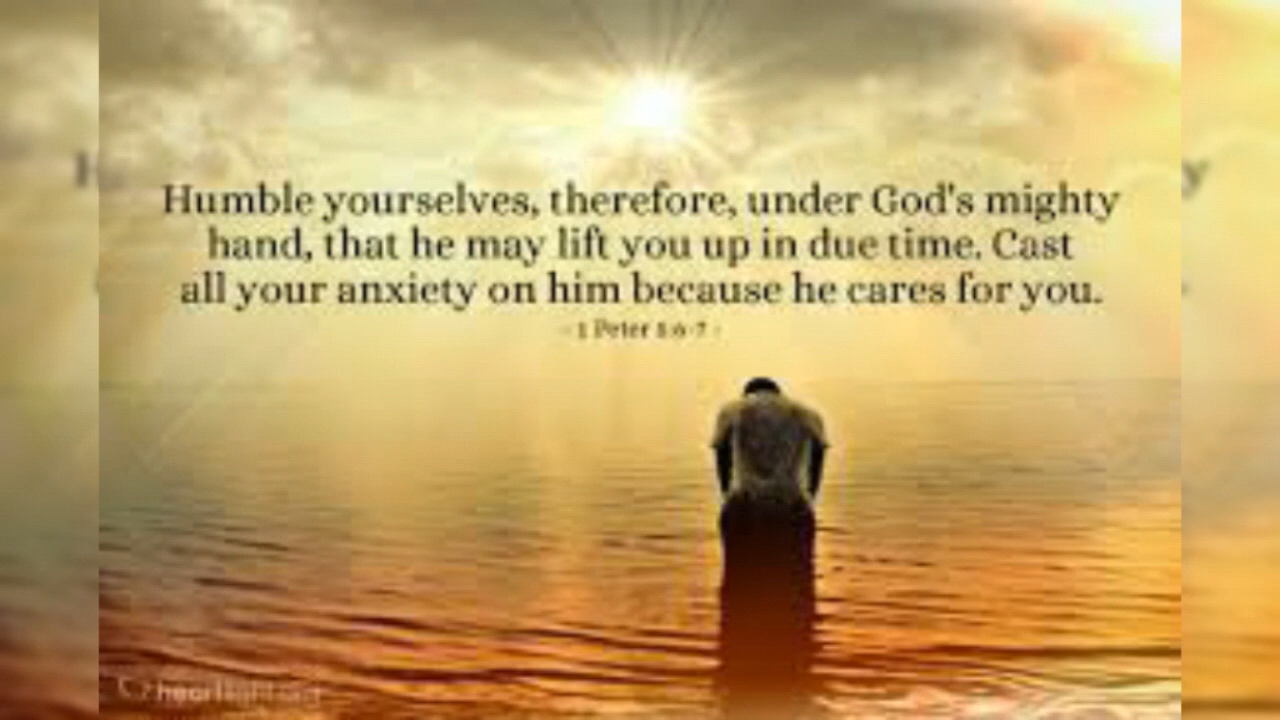 Humble yourselves, therefore, under God's mighty
hand, that he may lift you up in due time. Cast
all your anxiety on him because he cares for you.
- 1 Peter 5:6-7 -